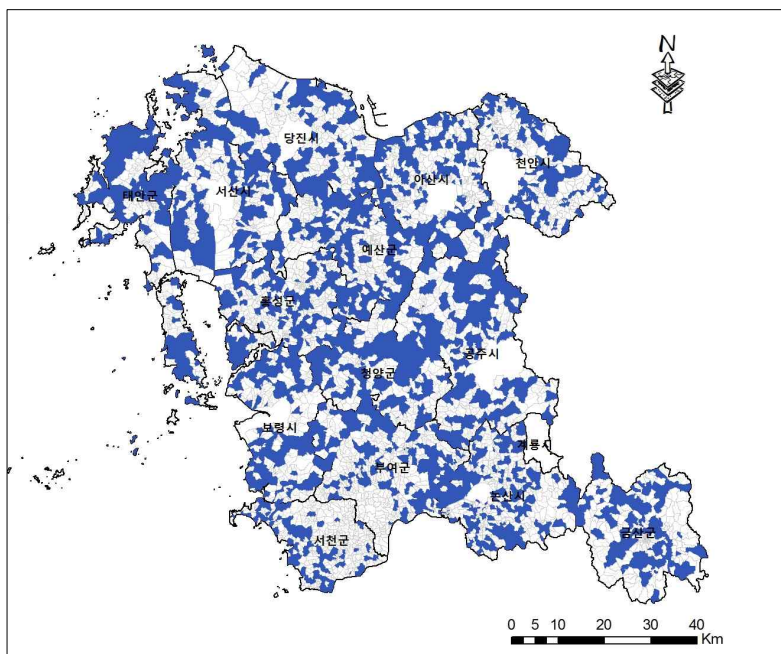 N
당진시
천안시
아산시
서산시
태안군
예산군
홍성군
공주시
청양군
보령시
계룡시
부여군
논산시
금산군
서천군
0 5 10 20 30 40
Km